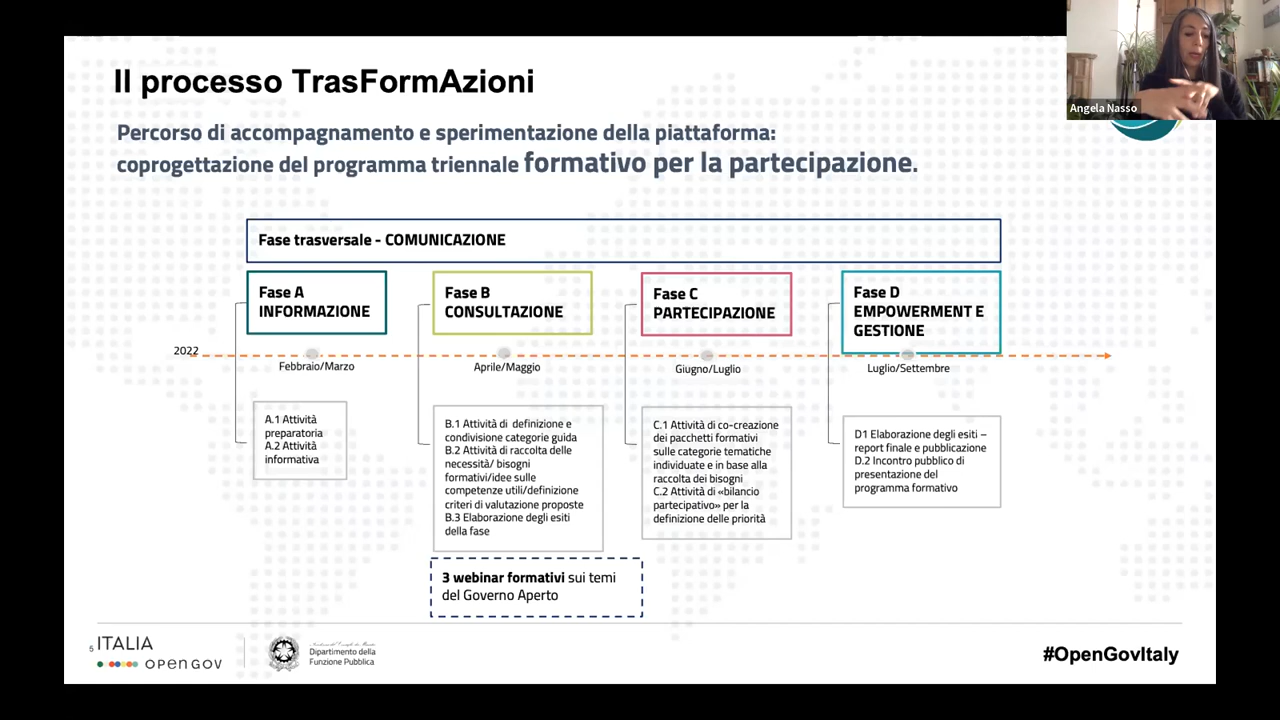 Il processo TrasFormAzioni
Angela Nasso
Percorso di accompagnamento e sperimentazione della piattaforma:
coprogettazione del programma triennale formativo per la partecipazione.
Fase trasversale - COMUNICAZIONE
Fase A
INFORMAZIONE
Fase B
CONSULTAZIONE
Fase C
PARTECIPAZIONE
Fase D
EMPOWERMENT E
GESTIONE
2022
Febbraio/Marzo
Aprile/Maggio
Giugno/Luglio
Luglio/Settembre
A.1 Attività
preparatoria
A.2 Attività
informativa
B.1 Attività di definizione e
condivisione categorie guida
B.2 Attività di raccolta delle
necessità/ bisogni
formativi/idee sulle
competenze utili/definizione
criteri di valutazione proposte
B.3 Elaborazione degli esiti
della fase
C.1 Attività di co-creazione
dei pacchetti formativi
sulle categorie tematiche
individuate e in base alla
raccolta dei bisogni
C.2 Attività di «bilancio
partecipativo» per la
definizione delle priorità
D1 Elaborazione degli esiti –
report finale e pubblicazione
D.2 Incontro pubblico di
presentazione del
programma formativo
3 webinar formativi sui temi
del Governo Aperto
5
ITALIA
OPEN GOV
Dipartimento della
Funzione Pubblica
#OpenGovItaly